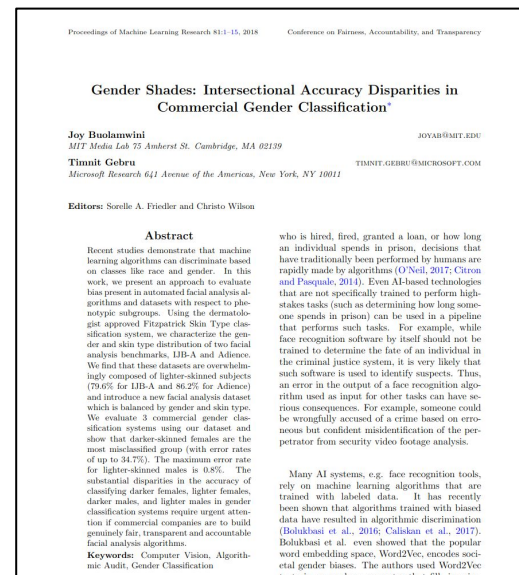 Proceedings of Machine Learning Research 81:1–15, 2018 Conference on Fairness, Accountability, and Transparency
Gender Shades: Intersectional Accuracy Disparities in
Commercial Gender Classification*
Joy Buolamwini JOYAB@MIT.EDU
MIT Media Lab 75 Amherst St. Cambridge, MA 02139
Timnit Gebru TIMNIT.GEBRU@MICROSOFT.COM
Microsoft Research 641 Avenue of the Americas, New York, NY 10011
Editors: Sorelle A. Friedler and Christo Wilson
Abstract
Recent studies demonstrate that machine
learning algorithms can discriminate based
on classes like race and gender. In this
work, we present an approach to evaluate
bias present in automated facial analysis al-
gorithms and datasets with respect to phe-
notypic subgroups. Using the dermatolo-
gist approved Fitzpatrick Skin Type clas-
sification system, we characterize the gen-
der and skin type distribution of two facial
analysis benchmarks, IJB-A and Adience.
We find that these datasets are overwhelm-
ingly composed of lighter-skinned subjects
(79.6% for IJB-A and 86.2% for Adience)
and introduce a new facial analysis dataset
which is balanced by gender and skin type.
We evaluate 3 commercial gender clas-
sification systems using our dataset and
show that darker-skinned females are the
most misclassified group (with error rates
of up to 34.7%). The maximum error rate
for lighter-skinned males is 0.8%. The
substantial disparities in the accuracy of
classifying darker females, lighter females,
darker males, and lighter males in gender
classification systems require urgent atten-
tion if commercial companies are to build
genuinely fair, transparent and accountable
facial analysis algorithms.
Keywords: Computer Vision, Algorith-
mic Audit, Gender Classification
who is hired, fired, granted a loan, or how long
an individual spends in prison, decisions that
have traditionally been performed by humans are
rapidly made by algorithms (O'Neil, 2017; Citron
and Pasquale, 2014). Even AI-based technologies
that are not specifically trained to perform high-
stakes tasks (such as determining how long some-
one spends in prison) can be used in a pipeline
that performs such tasks. For example, while
face recognition software by itself should not be
trained to determine the fate of an individual in
the criminal justice system, it is very likely that
such software is used to identify suspects. Thus,
an error in the output of a face recognition algo-
rithm used as input for other tasks can have se-
rious consequences. For example, someone could
be wrongfully accused of a crime based on erro-
neous but confident misidentification of the per-
petrator from security video footage analysis.
Many AI systems, e.g. face recognition tools,
rely on machine learning algorithms that are
trained with labeled data. It has recently
been shown that algorithms trained with biased
data have resulted in algorithmic discrimination
(Bolukbasi et al., 2016; Caliskan et al., 2017).
Bolukbasi et al. even showed that the popular
word embedding space, Word2Vec, encodes soci-
etal gender biases. The authors used Word2Vec